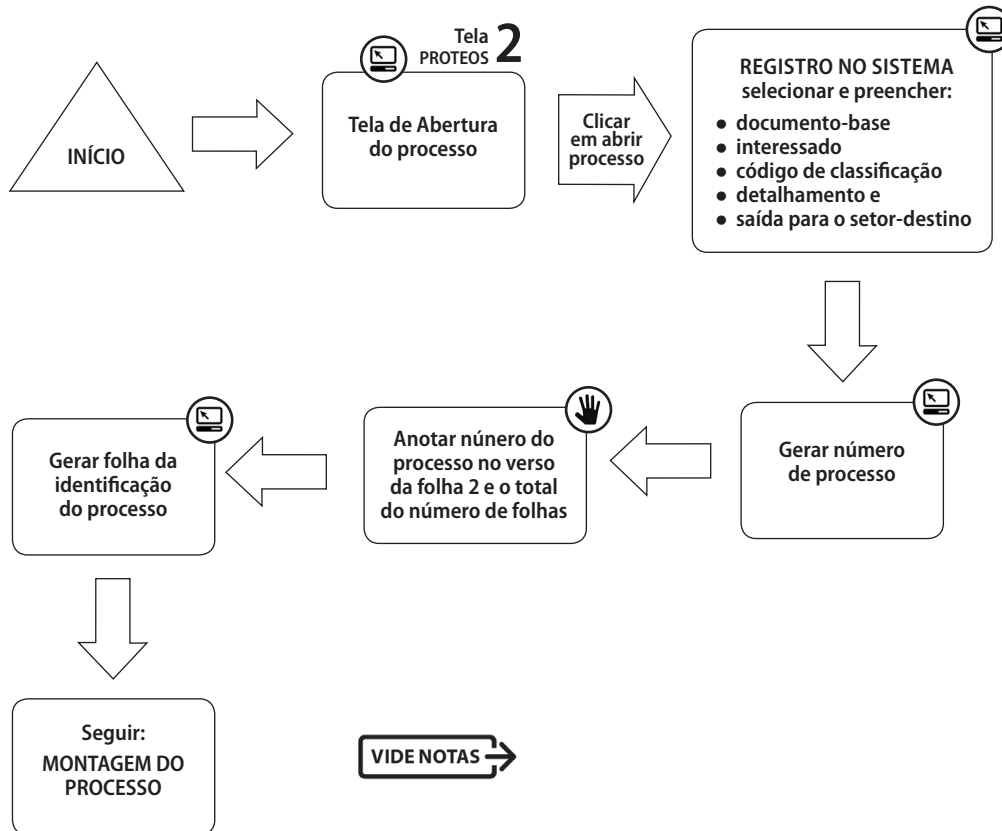 INÍCIO
Tela
PROTEOS 2
Tela de Abertura
do processo
Clicar
em abrir
processo
REGISTRO NO SISTEMA
selecionar e preencher:
● documento-base
● interessado
● código de classificação
● detalhamento e
● saída para o setor-destino
Gerar número
de processo
Anotar núnero do
processo no verso
da folha 2 e o total
do número de folhas
Gerar folha da
identificação
do processo
Seguir:
MONTAGEM DO
PROCESSO
VIDE NOTAS